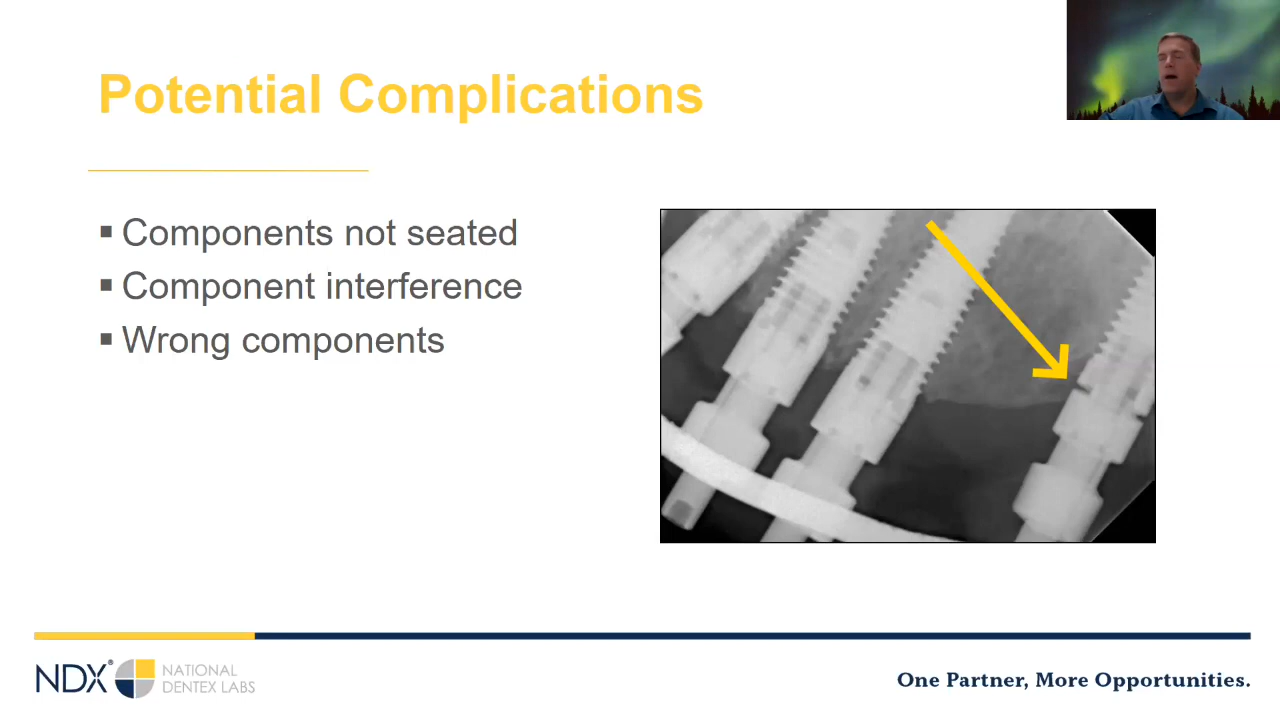 Potential Complications
Components not seated
Component interference
Wrong components
NDX®
NATIONAL
DENTEX LABS
One Partner, More Opportunities.